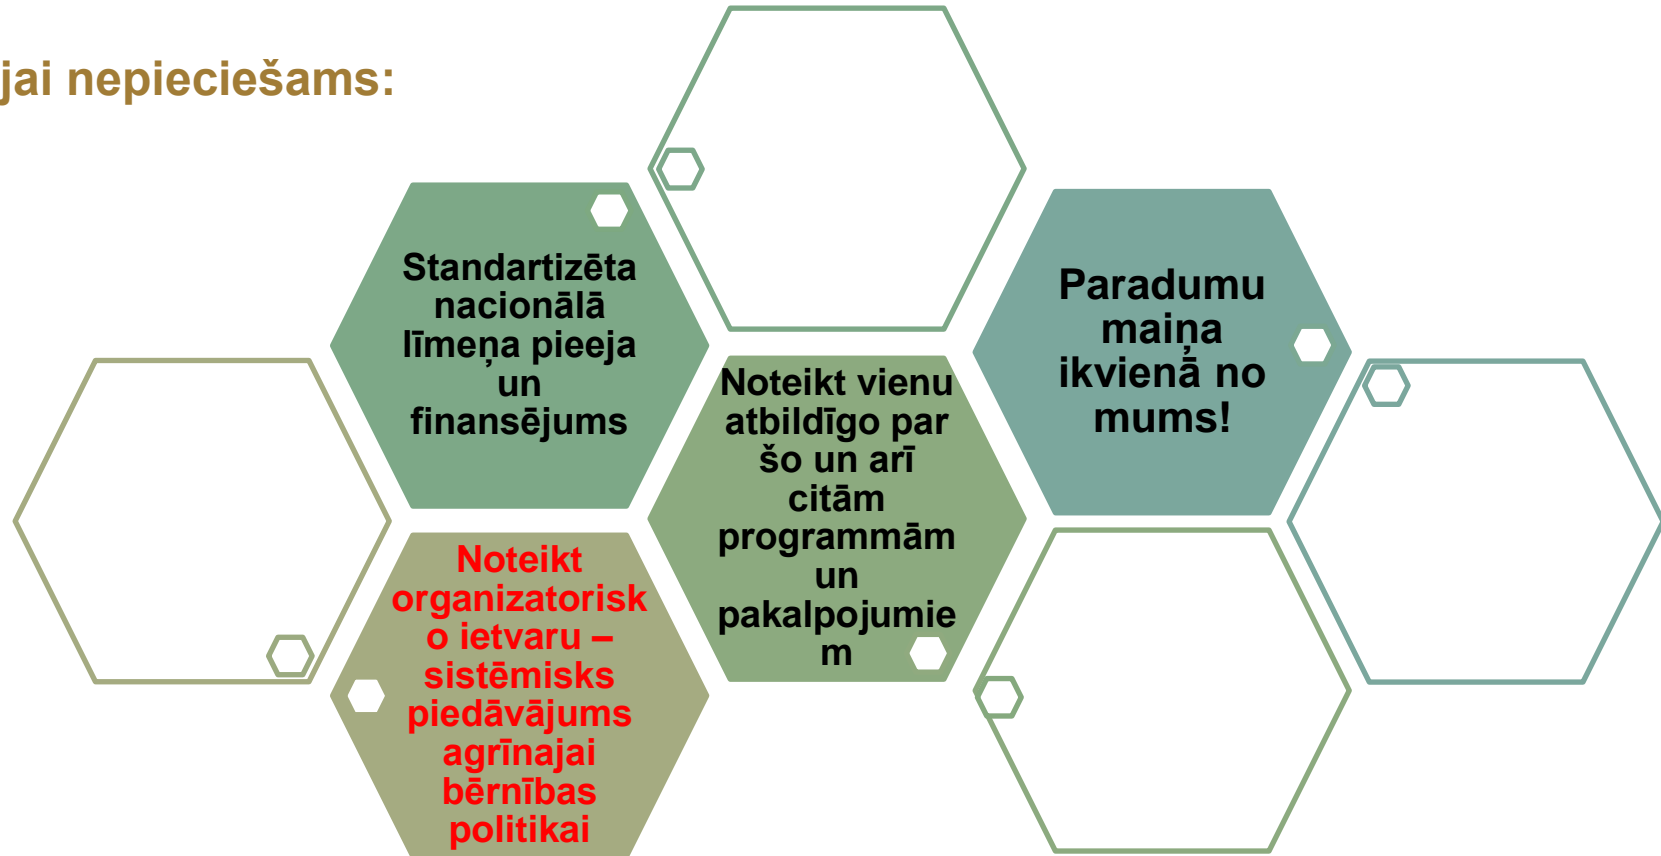 jai nepieciešams:
Standartizēta
nacionālā
līmeņa pieeja
un
finansējums
Noteikt
organizatorisk
o ietvaru –
sistēmisks
piedāvājums
agrīnajai
bērnības
politikai
Noteikt vienu
atbildīgo par
šo un arī
citām
programmām
un
pakalpojumie
m
Paradumu
maiņa
ikvienā no
mums!